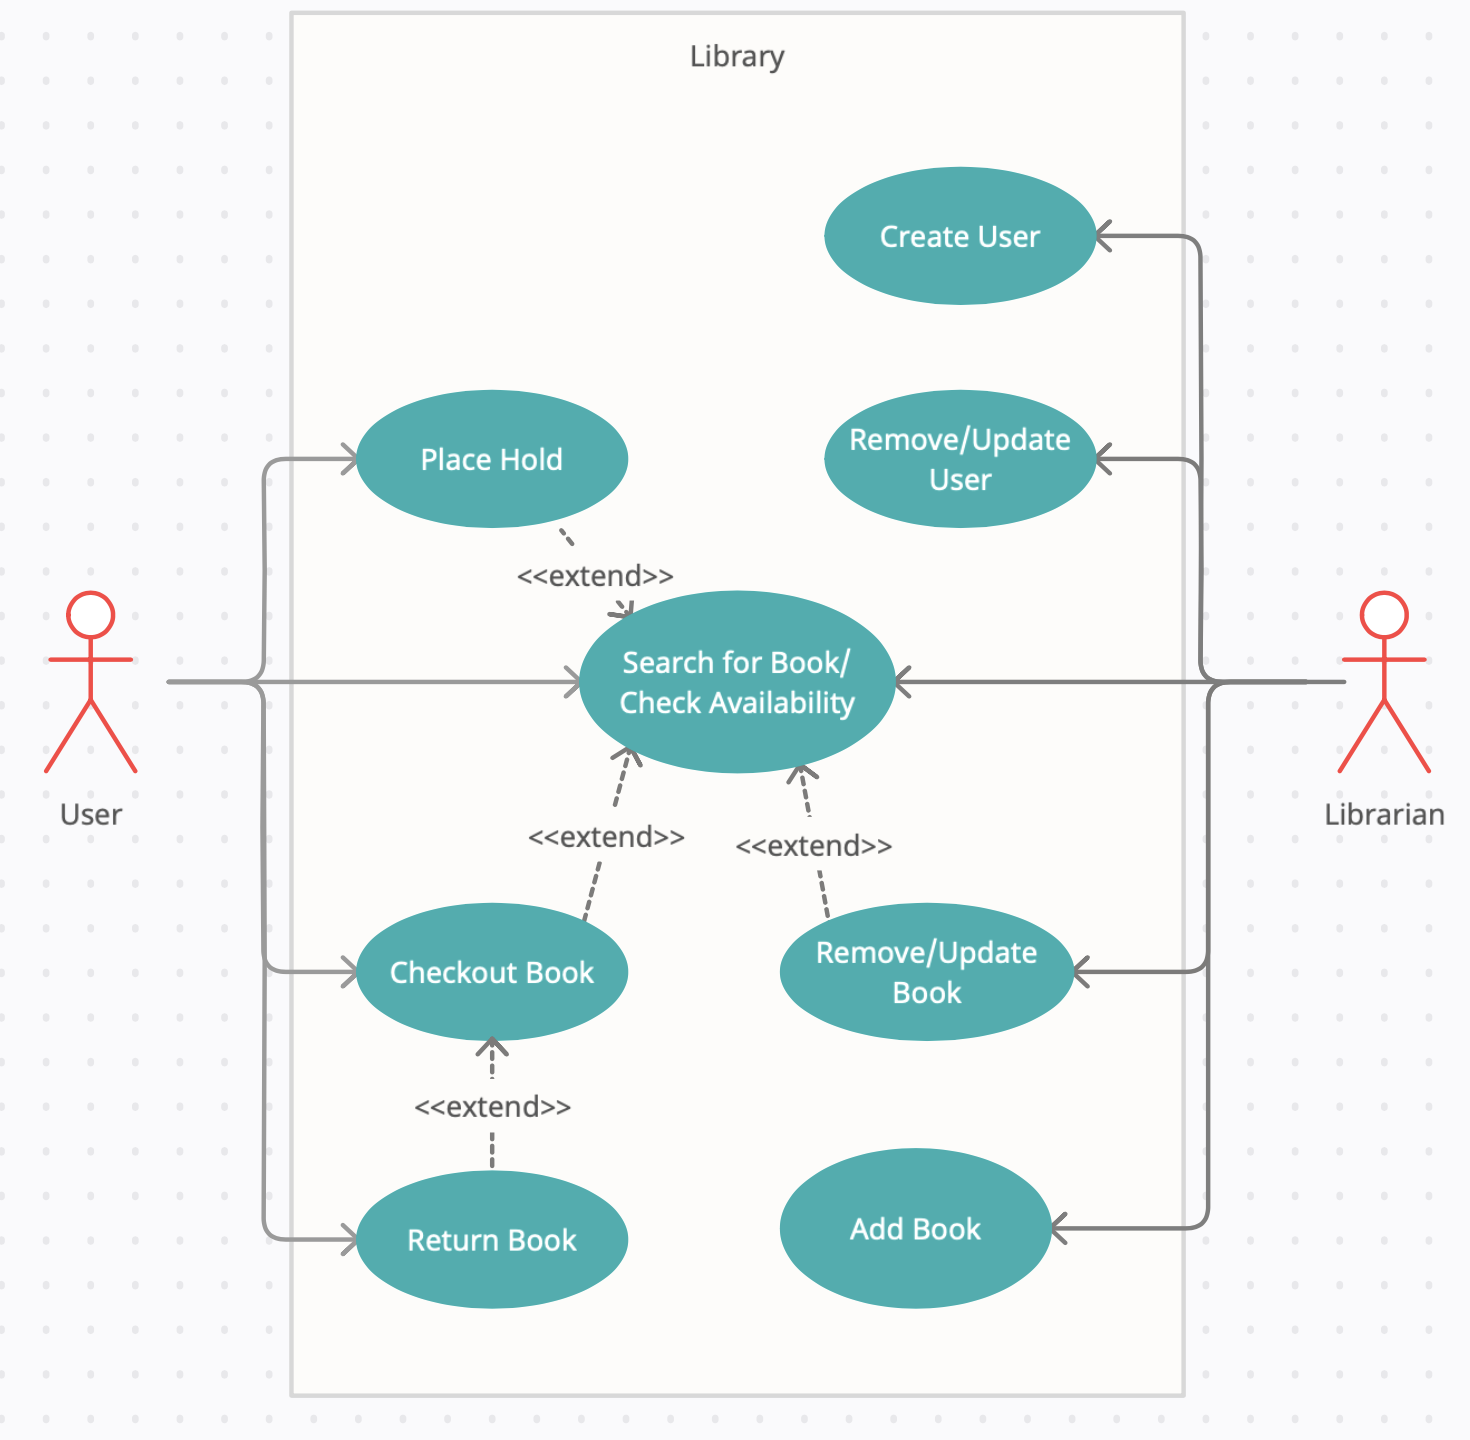 Library
Create User
Place Hold
Remove/Update
User
<<extend>>
Search for Book/
Check Availability
User
Librarian
<<extend>>
<<extend>>
Checkout Book
Remove/Update
Book
<<extend>>
Return Book
Add Book